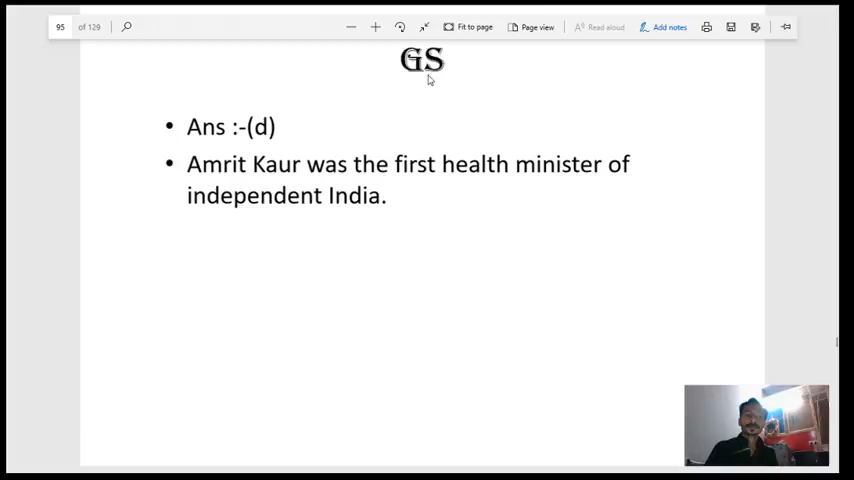 95 of 129 Fit to page Page view Read aloud Add notes
GS
• Ans :-(d)
• Amrit Kaur was the first health minister of
independent India.